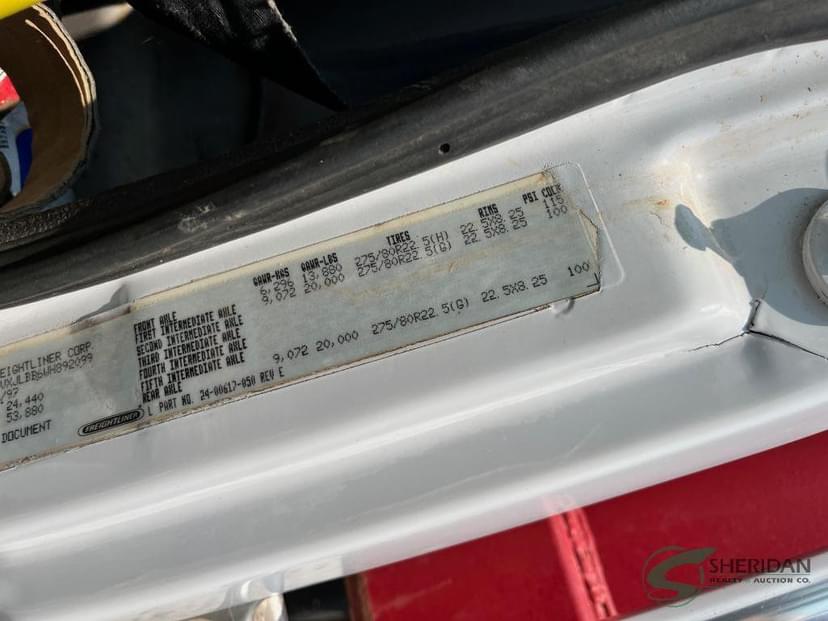 GAWR-KGS GAWR-LBS TIRES RIMS PSI COLD
FRONT AXLE 6,296 13,880 275/80R22.5(H) 22.5X8.25 115
FIRST INTERMEDIATE AXLE 9,072 20,000 275/80R22.5(G) 22.5X8.25 100
SECOND INTERMEDIATE AXLE
THIRD INTERMEDIATE AXLE
FOURTH INTERMEDIATE AXLE
FIFTH INTERMEDIATE AXLE
REAR AXLE 9,072 20,000 275/80R22.5(G) 22.5X8.25 100
L PART NO. 24-00617-050 REV E
EIGHTLINER CORP.
VXJLBB6WH892099
/97
24,440
53,880
DOCUMENT
FREIGHTLINER
SHERIDAN
REALTY & AUCTION CO.